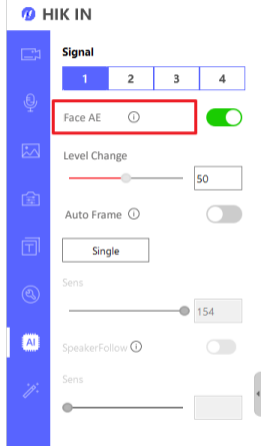 HIK IN
Signal
1 2 3 4
Face AE
Level Change
50
Auto Frame
Single
Sens
154
SpeakerFollow
Sens
AI